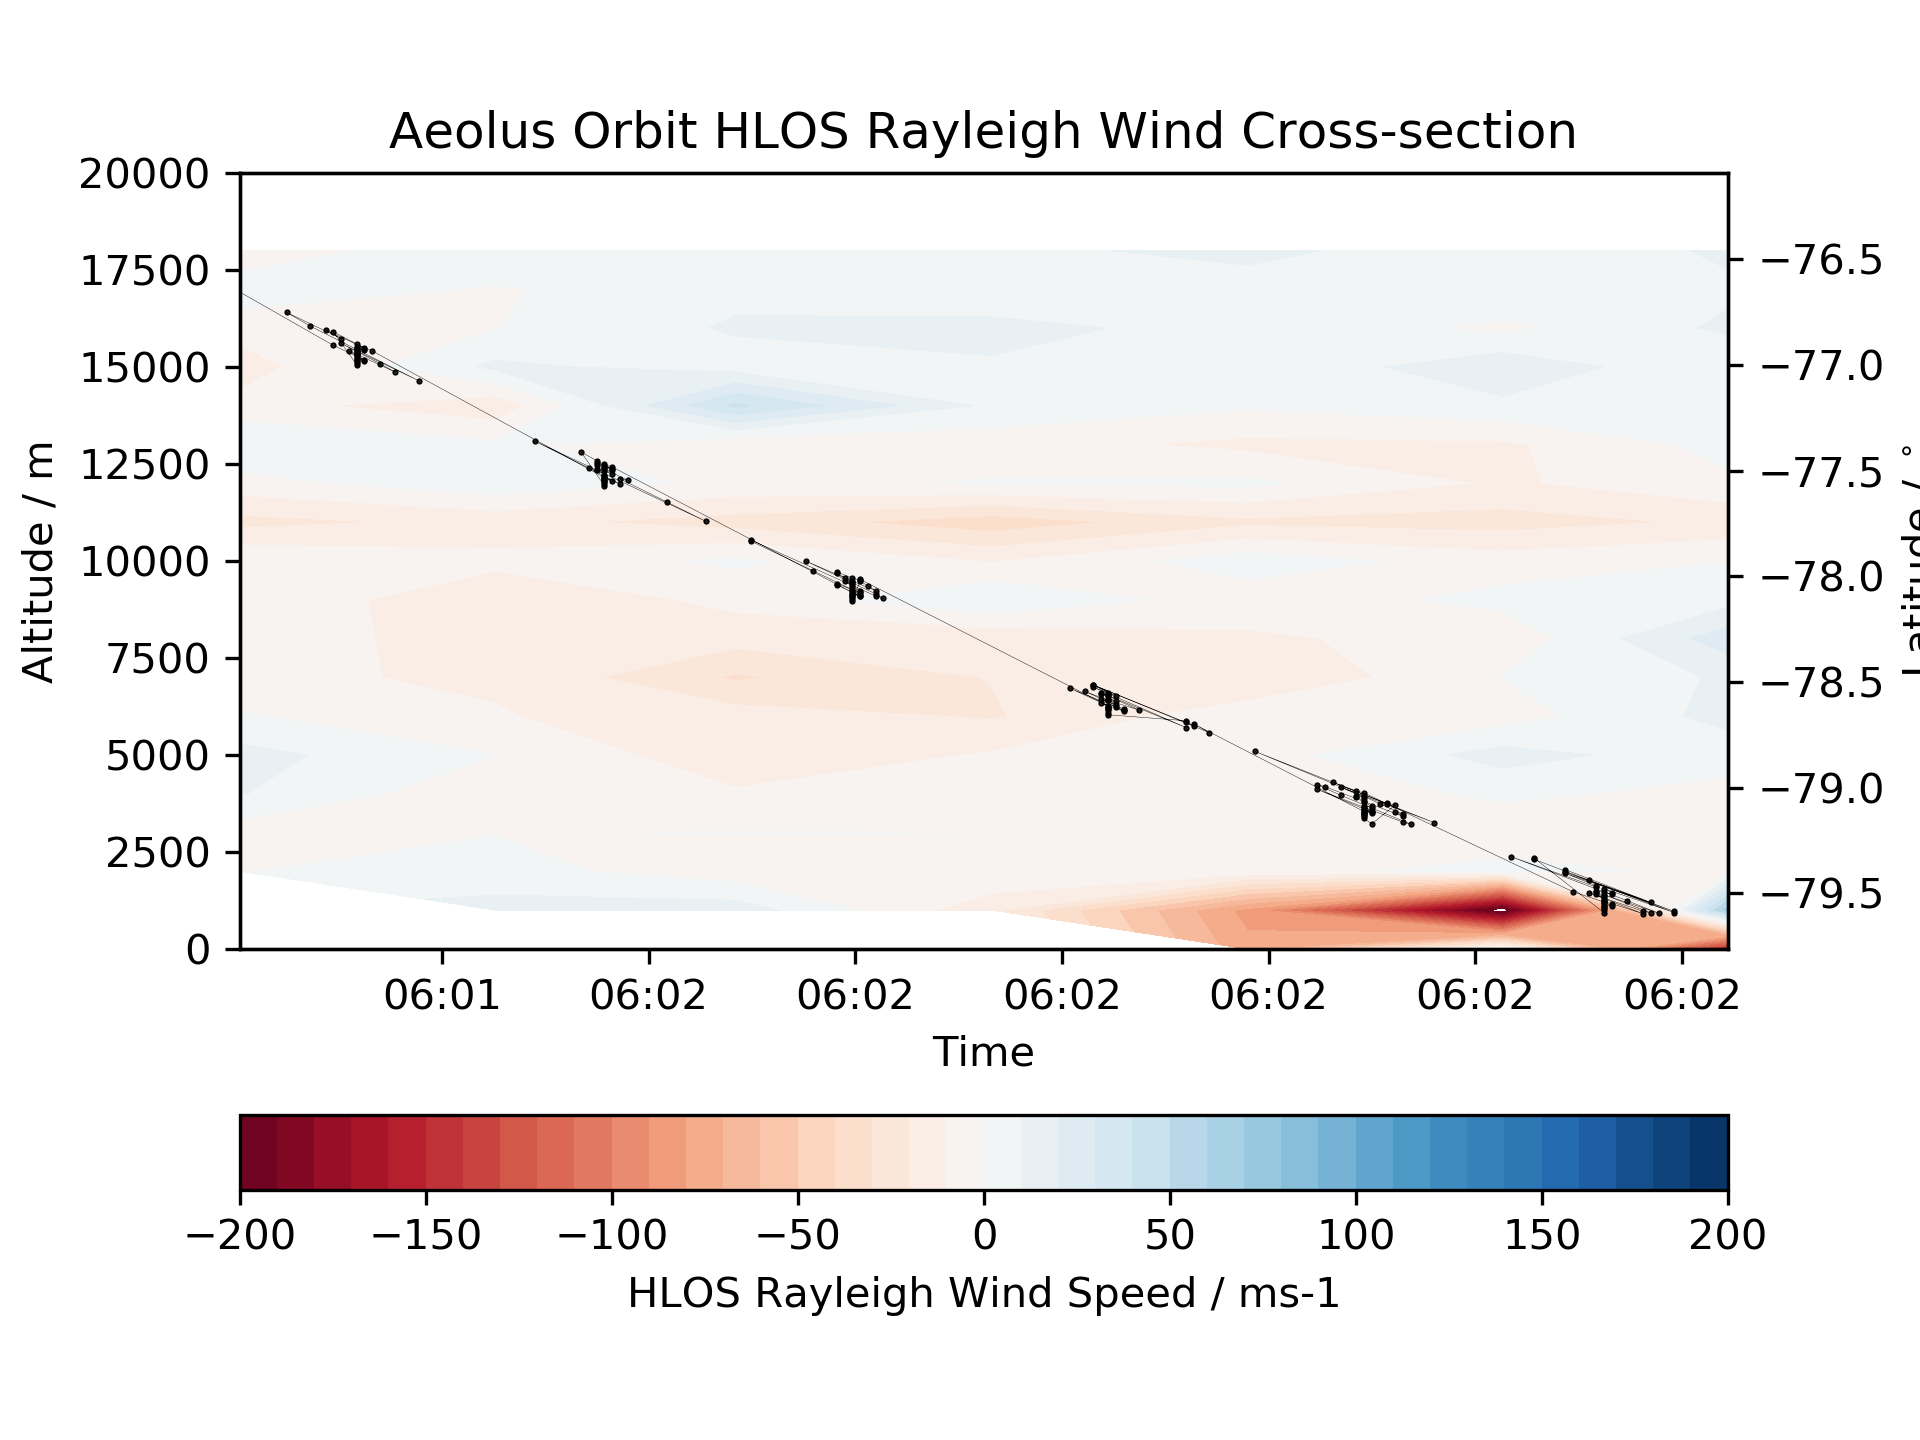 Aeolus Orbit HLOS Rayleigh Wind Cross-section
20000
17500
15000
12500
10000
7500
5000
2500
0
Altitude / m
−76.5
−77.0
−77.5
−78.0
−78.5
−79.0
−79.5
Latitude / °
06:01 06:02 06:02 06:02 06:02 06:02 06:02
Time
−200 −150 −100 −50 0 50 100 150 200
HLOS Rayleigh Wind Speed / ms-1